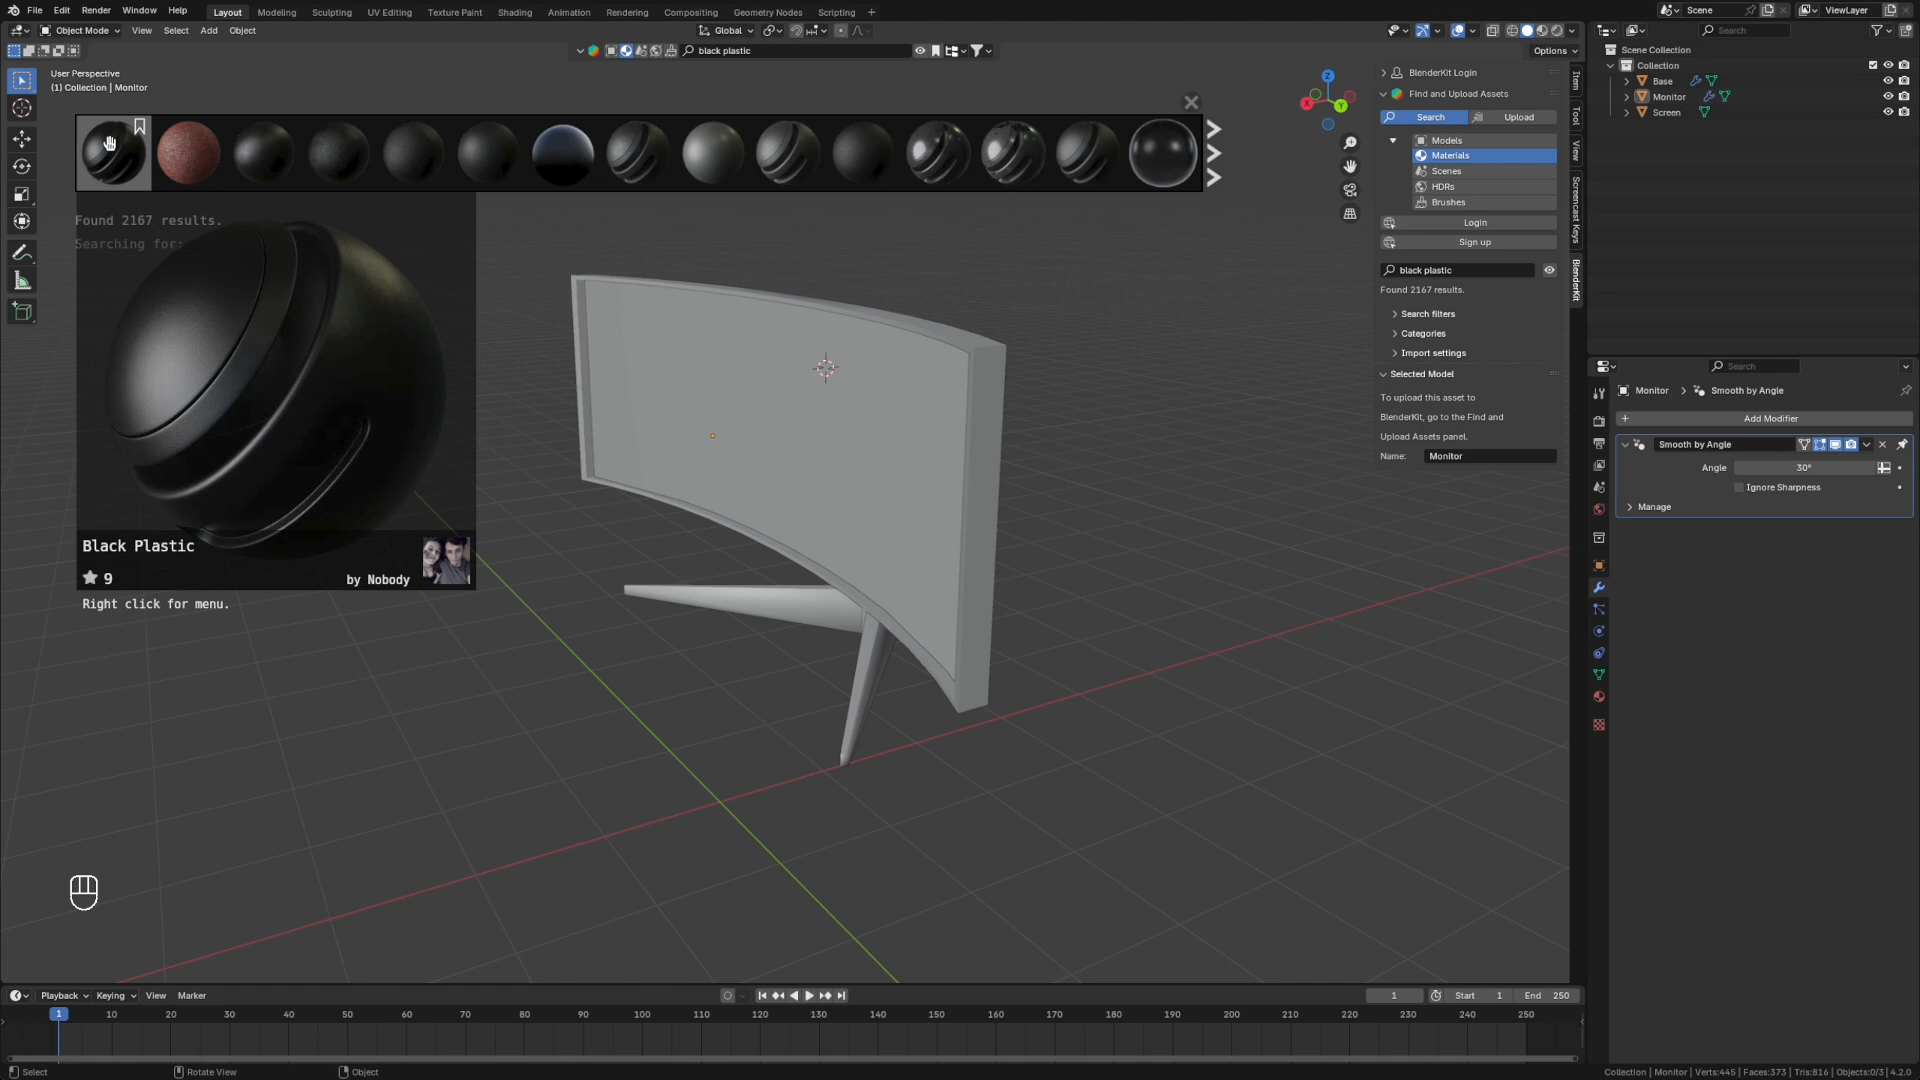 File Edit Render Window Help Layout Modeling Sculpting UV Editing Texture Paint Shading Animation Rendering Compositing Geometry Nodes Scripting + Scene ViewLayer
Object Mode View Select Add Object Global Search
black plastic Options
User Perspective
(1) Collection | Monitor
Found 2167 results.
Searching for:
Black Plastic
9 by Nobody
Right click for menu.
X Y Z
BlenderKit Login
Find and Upload Assets
Search Upload
Models
Materials
Scenes
HDRs
Brushes
Login
Sign up
black plastic
Found 2167 results.
Search filters
Categories
Import settings
Selected Model
To upload this asset to
BlenderKit, go to the Find and
Upload Assets panel.
Name: Monitor
Item
Tool
View
Screencast Keys
BlenderKit
Scene Collection
Collection
Base
Monitor
Screen
Search
Monitor Smooth by Angle
Add Modifier
Smooth by Angle
Angle 30°
Ignore Sharpness
Manage
Playback Keying View Marker 1 Start 1 End 250
1 10 20 30 40 50 60 70 80 90 100 110 120 130 140 150 160 170 180 190 200 210 220 230 240 250
Select Rotate View Object Collection | Monitor | Verts:445 | Faces:373 | Tris:816 | Objects:0/3 | 4.2.0